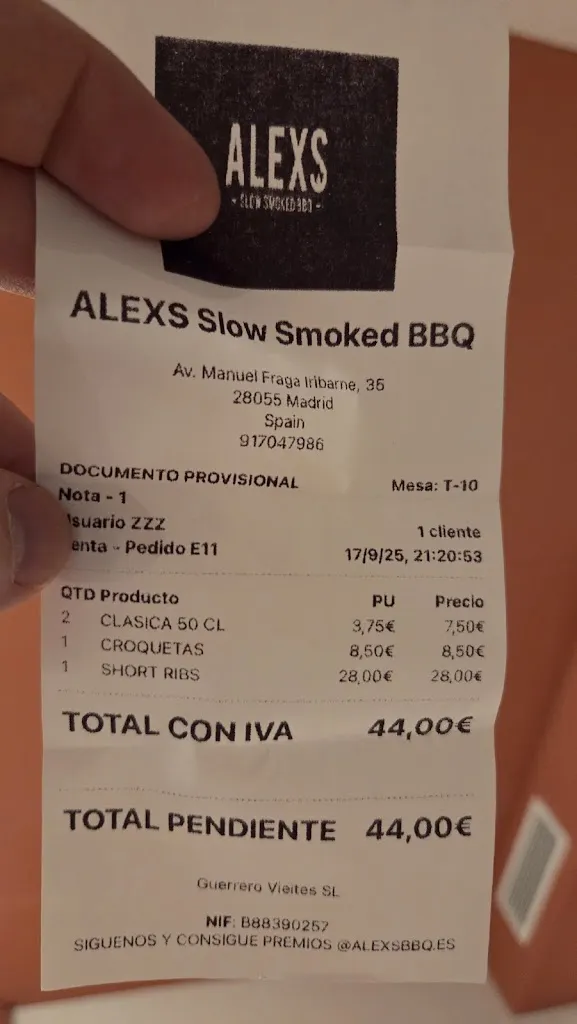 ALEXS
- SLOW SMOKED BBQ -
ALEXS Slow Smoked BBQ
Av. Manuel Fraga Iribarne, 35
28055 Madrid
Spain
917047986
DOCUMENTO PROVISIONAL Mesa: T-10
Nota - 1
suario ZZZ 1 cliente
enta - Pedido E11 17/9/25, 21:20:53
QTD Producto PU Precio
2 CLASICA 50 CL 3,75€ 7,50€
1 CROQUETAS 8,50€ 8,50€
1 SHORT RIBS 28,00€ 28,00€
TOTAL CON IVA 44,00€
TOTAL PENDIENTE 44,00€
Guerrero Vieites SL
NIF: B88390257
SIGUENOS Y CONSIGUE PREMIOS @ALEXSBBQ.ES